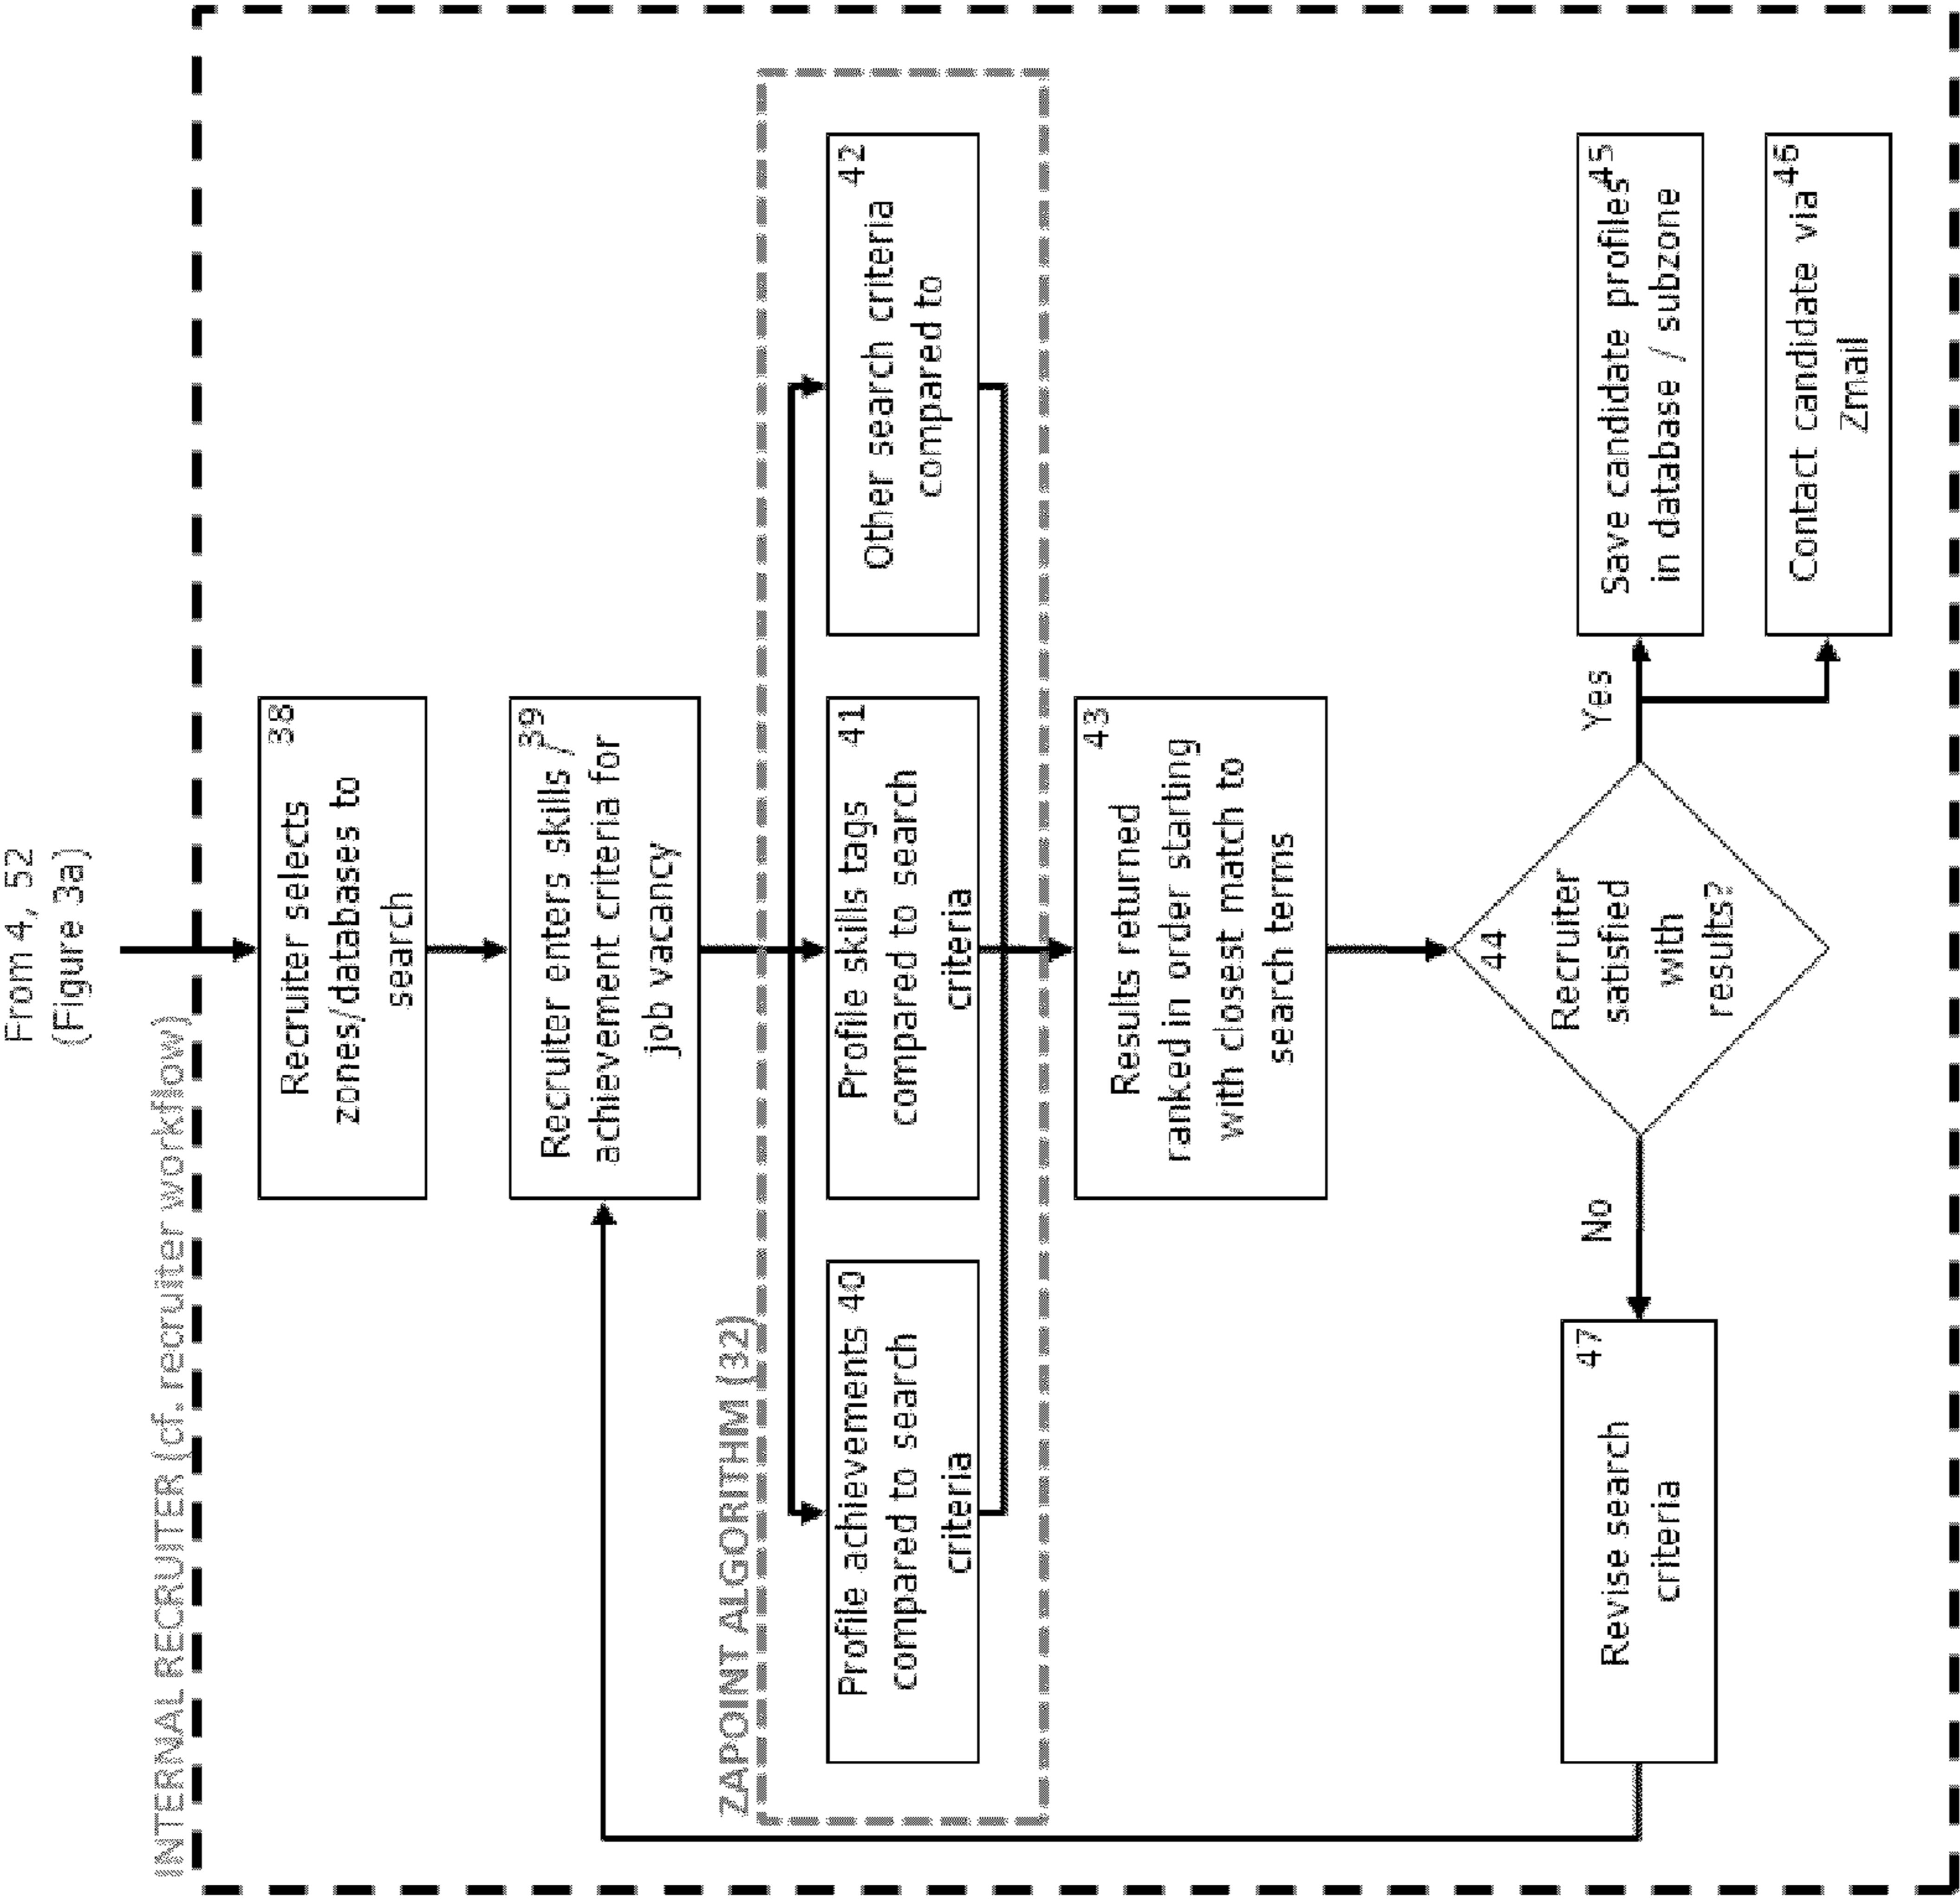 From 4, 52
(Figure 3a)
INTERNAL RECRUITER (cf. recruiter workflow)
38
Recruiter selects
zones/databases to
search
39
Recruiter enters skills /
achievement criteria for
job vacancy
ZAPOINT ALGORITHM (32)
40
Profile achievements
compared to search
criteria
41
Profile skills tags
compared to search
criteria
42
Other search criteria
compared to
43
Results returned
ranked in order starting
with closest match to
search terms
44
Recruiter
satisfied
with
results?
No
Yes
47
Revise search
criteria
45
Save candidate profiles
in database / subzone
46
Contact candidate via
Zmail